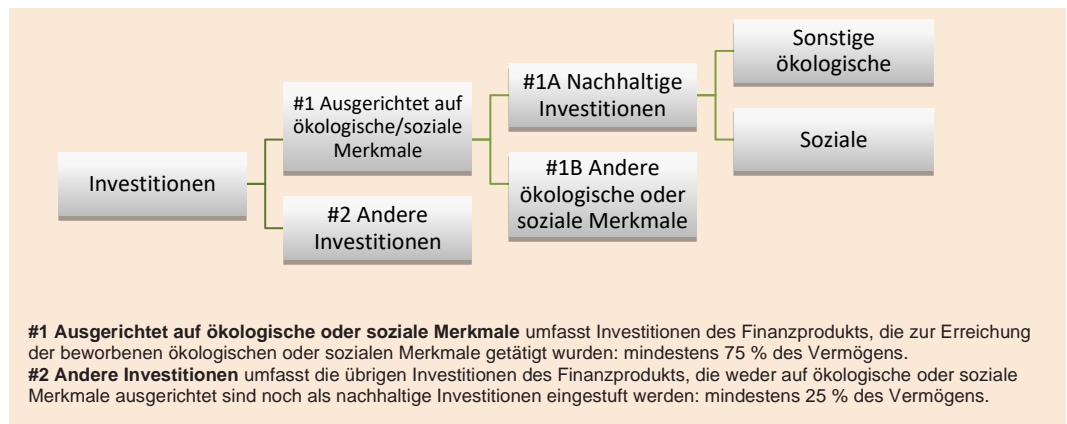 Investitionen
#1 Ausgerichtet auf
ökologische/soziale
Merkmale
#2 Andere
Investitionen
#1A Nachhaltige
Investitionen
#1B Andere
ökologische oder
soziale Merkmale
Sonstige
ökologische
Soziale
#1 Ausgerichtet auf ökologische oder soziale Merkmale umfasst Investitionen des Finanzprodukts, die zur Erreichung
der beworbenen ökologischen oder sozialen Merkmale getätigt wurden: mindestens 75 % des Vermögens.
#2 Andere Investitionen umfasst die übrigen Investitionen des Finanzprodukts, die weder auf ökologische oder soziale
Merkmale ausgerichtet sind noch als nachhaltige Investitionen eingestuft werden: mindestens 25 % des Vermögens.